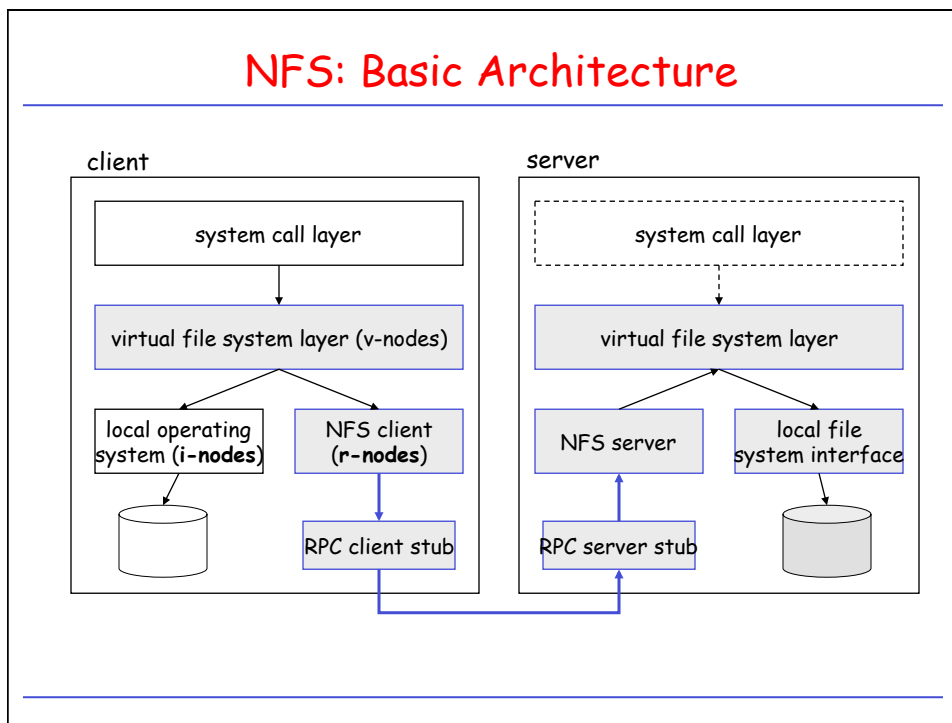 NFS: Basic Architecture
client
system call layer
virtual file system layer (v-nodes)
local operating
system (i-nodes)
NFS client
(r-nodes)
RPC client stub
server
system call layer
virtual file system layer
NFS server
local file
system interface
RPC server stub